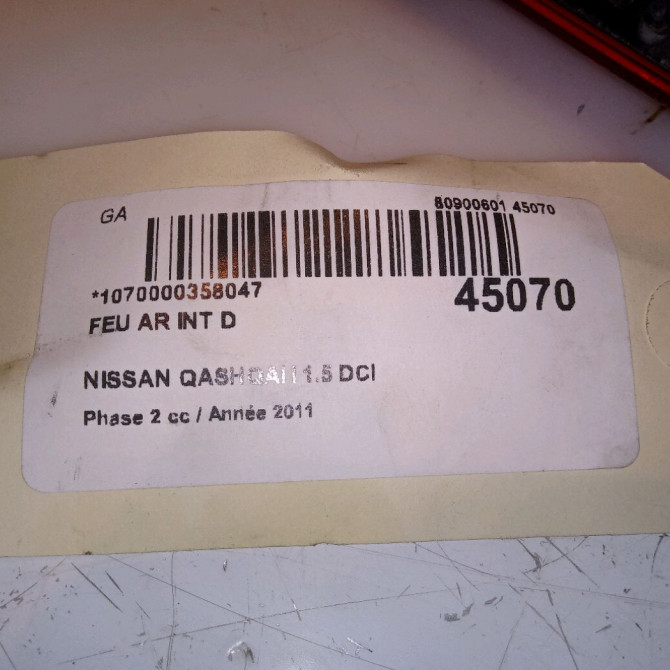 GA
80900601 45070
*1070000358047
45070
FEU AR INT D
NISSAN QASHQAI I 1.5 DCI
Phase 2 cc / Année 2011